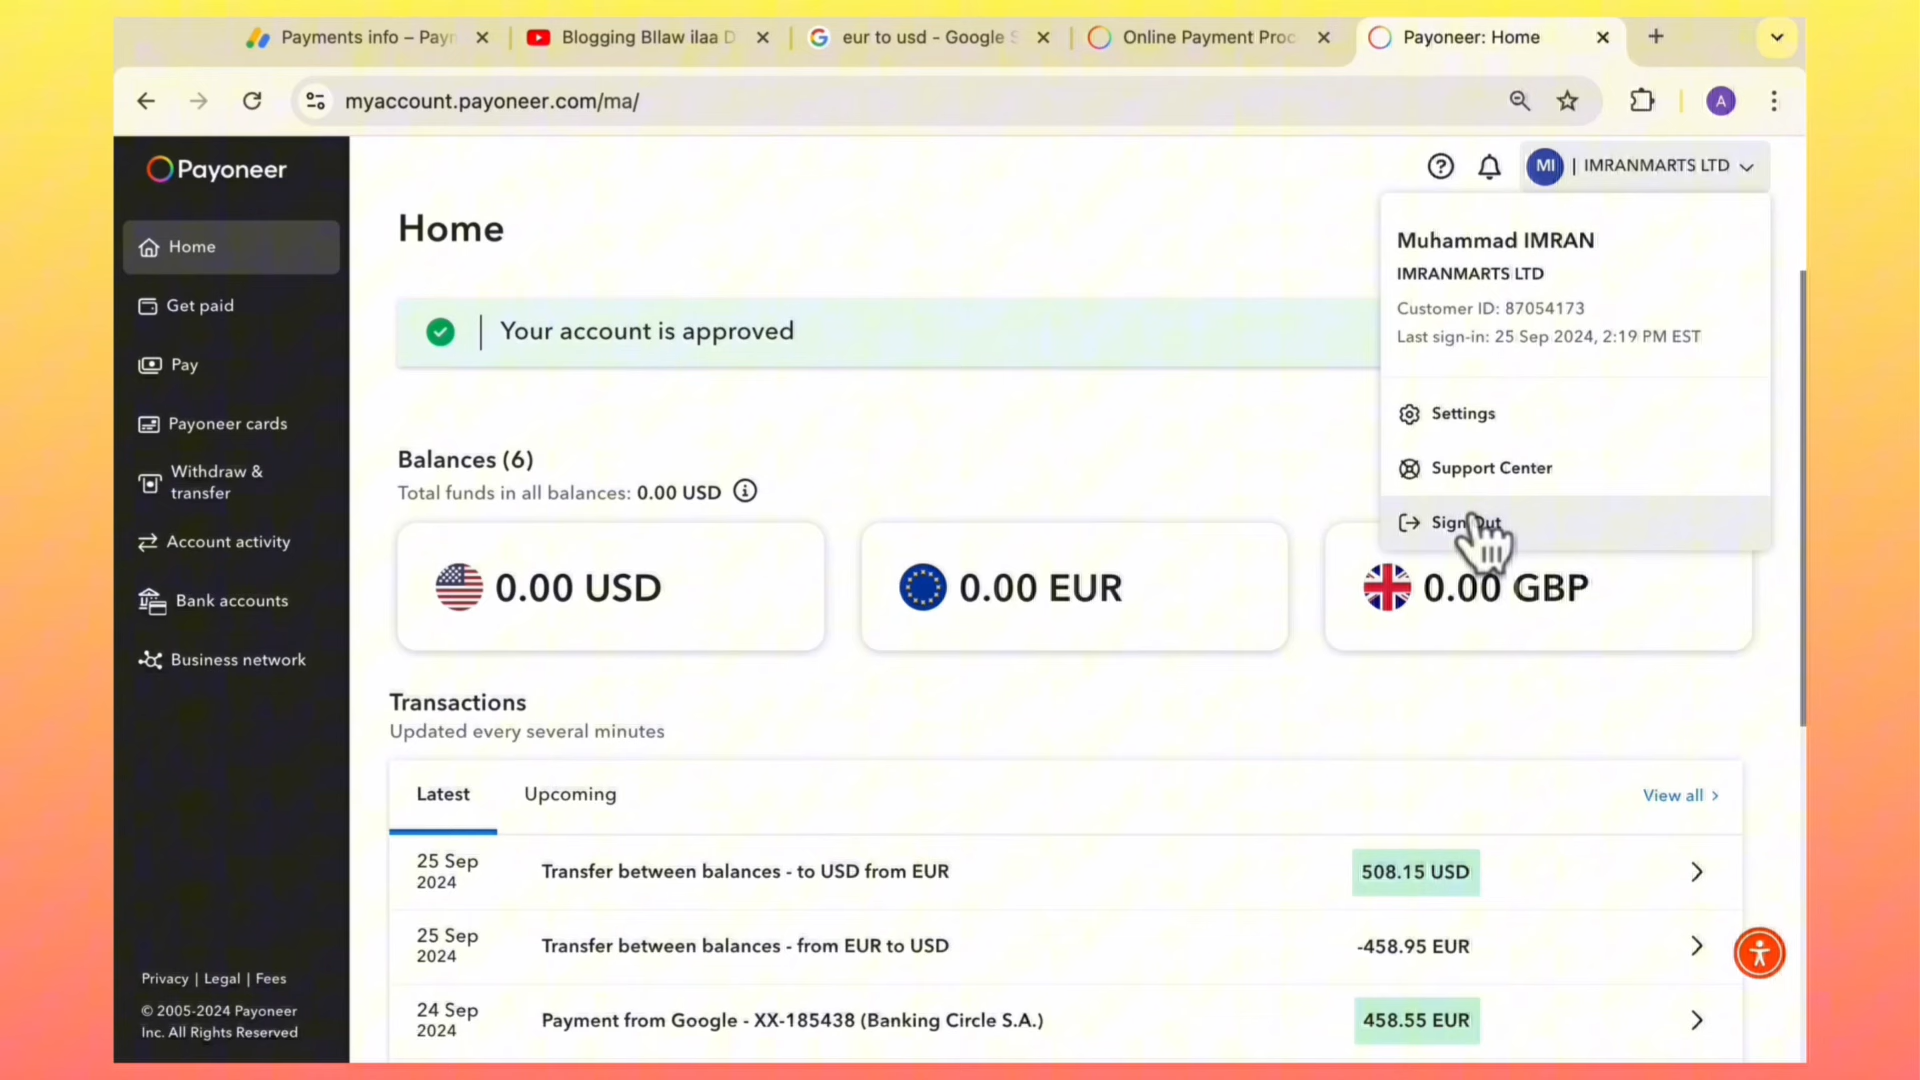 Payments info – Payn
Blogging Bllaw ilaa D
eur to usd - Google S
Online Payment Proc
Payoneer: Home
myaccount.payoneer.com/ma/
A
Payoneer
Home
Get paid
Pay
Payoneer cards
Withdraw &
transfer
Account activity
Bank accounts
Business network
Privacy | Legal | Fees
© 2005-2024 Payoneer
Inc. All Rights Reserved
MI | IMRANMARTS LTD
Muhammad IMRAN
IMRANMARTS LTD
Customer ID: 87054173
Last sign-in: 25 Sep 2024, 2:19 PM EST
Settings
Support Center
Sign Out
Home
Your account is approved
Balances (6)
Total funds in all balances: 0.00 USD
0.00 USD
0.00 EUR
0.00 GBP
Transactions
Updated every several minutes
Latest
Upcoming
View all
25 Sep
2024
Transfer between balances - to USD from EUR
508.15 USD
25 Sep
2024
Transfer between balances - from EUR to USD
-458.95 EUR
24 Sep
2024
Payment from Google - XX-185438 (Banking Circle S.A.)
458.55 EUR